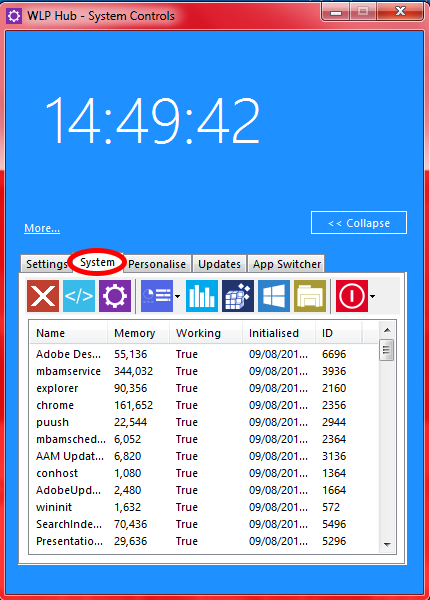 WLP Hub - System Controls
14:49:42
More...
<< Collapse
Settings System Personalise Updates App Switcher
Name Memory Working Initialised ID
Adobe Des... 55,136 True 09/08/201... 6696
mbamservice 344,032 True 09/08/201... 3936
explorer 90,356 True 09/08/201... 2160
chrome 161,652 True 09/08/201... 2356
puush 22,544 True 09/08/201... 2944
mbamsched... 6,052 True 09/08/201... 2364
AAM Updat... 6,820 True 09/08/201... 3136
conhost 1,080 True 09/08/201... 1364
AdobeUpd... 2,480 True 09/08/201... 1664
wininit 1,632 True 09/08/201... 572
SearchInde... 70,436 True 09/08/201... 5496
Presentatio... 29,636 True 09/08/201... 5296